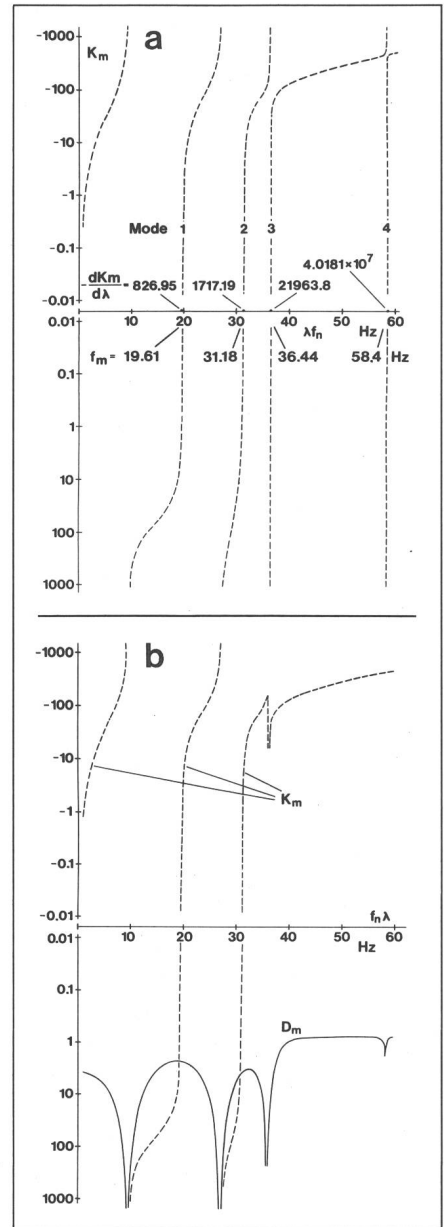 -1000
a
K_m
-100
-10
-1
Mode 1 2 3 4
-0.1
4.0181×10^7
-dKm/dλ = 826.95 1717.19 21963.8
-0.01
20 40 60
0.01 λf_n Hz
f_m = 19.61 31.18 36.44 58.4 Hz
0.1
1
10
100
1000
-1000
b
-100
-10
K_m
-1
-0.1
-0.01
f_nλ
10 20 30 40 50 60
0.01 Hz
0.1
D_m
1
10
100
1000